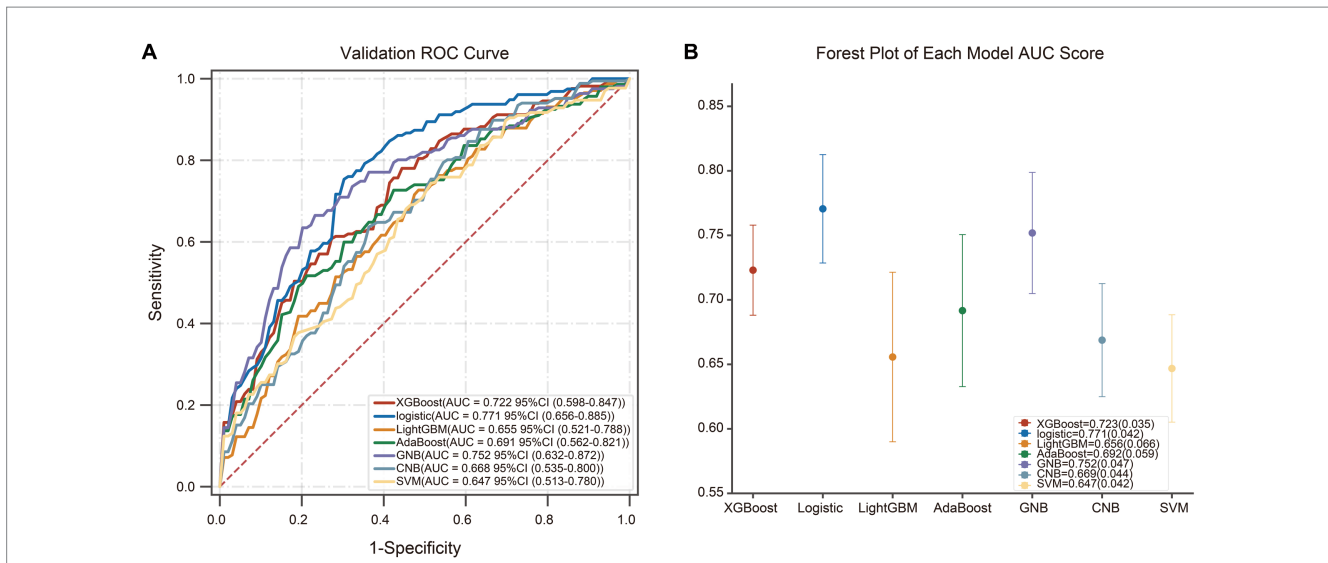 A
Validation ROC Curve
1.0
0.8
0.6
0.4
0.2
0.0
Sensitivity
XGBoost(AUC = 0.722 95%CI (0.598-0.847))
logistic(AUC = 0.771 95%CI (0.656-0.885))
LightGBM(AUC = 0.655 95%CI (0.521-0.788))
AdaBoost(AUC = 0.691 95%CI (0.562-0.821))
GNB(AUC = 0.752 95%CI (0.632-0.872))
CNB(AUC = 0.668 95%CI (0.535-0.800))
SVM(AUC = 0.647 95%CI (0.513-0.780))
0.0 0.2 0.4 0.6 0.8 1.0
1-Specificity
B
Forest Plot of Each Model AUC Score
0.85
0.80
0.75
0.70
0.65
0.60
0.55
XGBoost=0.723(0.035)
logistic=0.771(0.042)
LightGBM=0.656(0.066)
AdaBoost=0.692(0.059)
GNB=0.752(0.047)
CNB=0.669(0.044)
SVM=0.647(0.042)
XGBoost Logistic LightGBM AdaBoost GNB CNB SVM